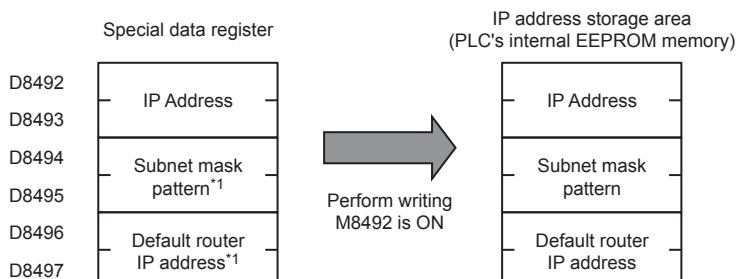 Special data register
IP address storage area
(PLC's internal EEPROM memory)
D8492
IP Address
D8493
D8494
Subnet mask
pattern*1
D8495
D8496
Default router
IP address*1
D8497
Perform writing
M8492 is ON
IP Address
Subnet mask
pattern
Default router
IP address